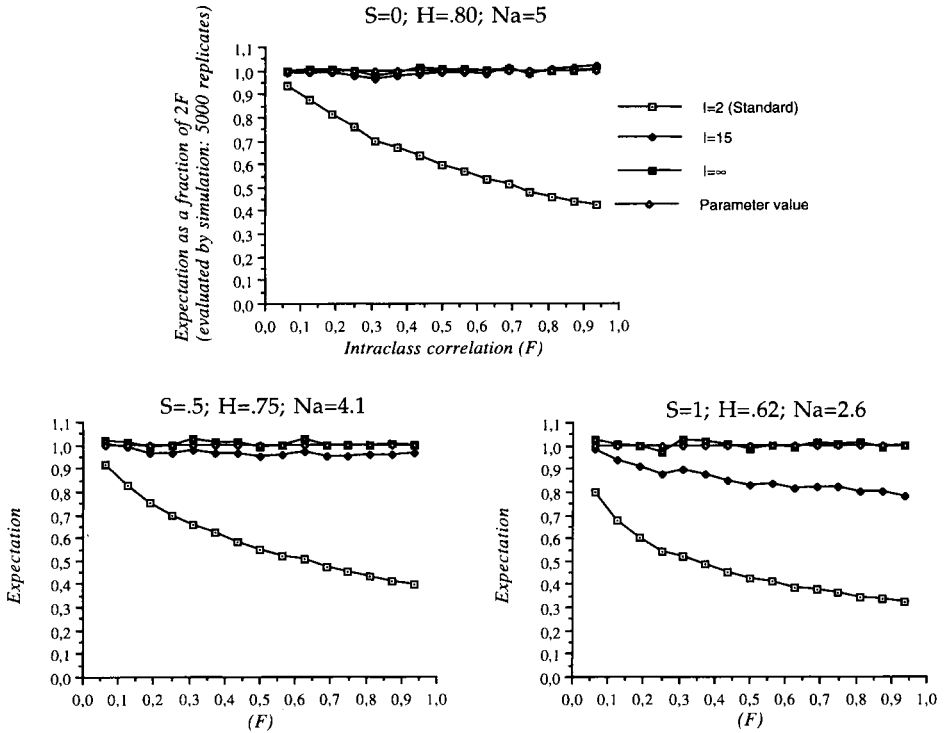 S=0; H=.80; Na=5
Expectation as a fraction of 2F
(evaluated by simulation: 5000 replicates)
1,1
1,0
0,9
0,8
0,7
0,6
0,5
0,4
0,3
0,2
0,1
0,0
0,0 0,1 0,2 0,3 0,4 0,5 0,6 0,7 0,8 0,9 1,0
Intraclass correlation (F)
I=2 (Standard)
I=15
I=∞
Parameter value
S=.5; H=.75; Na=4.1
Expectation
1,1
1,0
0,9
0,8
0,7
0,6
0,5
0,4
0,3
0,2
0,1
0,0
0,0 0,1 0,2 0,3 0,4 0,5 0,6 0,7 0,8 0,9 1,0
(F)
S=1; H=.62; Na=2.6
Expectation
1,1
1,0
0,9
0,8
0,7
0,6
0,5
0,4
0,3
0,2
0,1
0,0
0,0 0,1 0,2 0,3 0,4 0,5 0,6 0,7 0,8 0,9 1,0
(F)